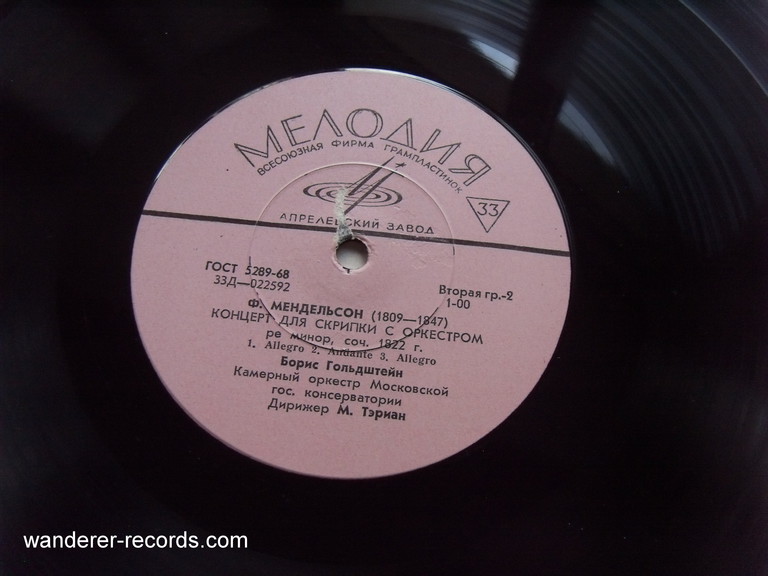 МЕЛОДИЯ
ВСЕСОЮЗНАЯ ФИРМА ГРАМПЛАСТИНОК
33
АПРЕЛЕВСКИЙ ЗАВОД
ГОСТ 5289-68
33Д—022592
Вторая гр.-2
1-00
Ф. МЕНДЕЛЬСОН (1809—1847)
КОНЦЕРТ ДЛЯ СКРИПКИ С ОРКЕСТРОМ
ре минор, соч. 1822 г.
1. Allegro 2. Andante 3. Allegro
Борис Гольдштейн
Камерный оркестр Московской
гос. консерватории
Дирижер М. Тэриан
wanderer-records.com